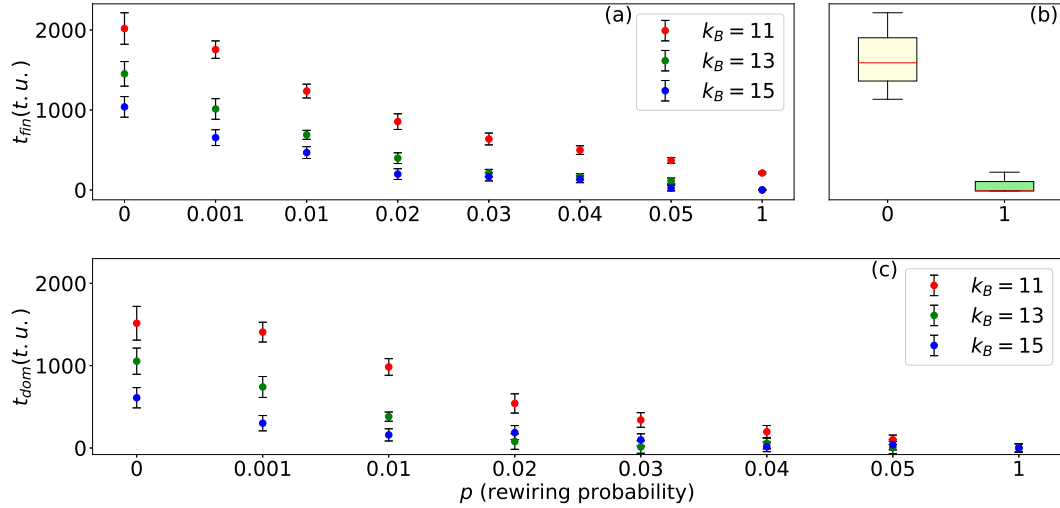 (a)
t_fin(t. u.)
2000
1000
0
k_B = 11
k_B = 13
k_B = 15
0 0.001 0.01 0.02 0.03 0.04 0.05 1
(b)
0 1
(c)
t_dom(t. u.)
2000
1000
0
k_B = 11
k_B = 13
k_B = 15
0 0.001 0.01 0.02 0.03 0.04 0.05 1
p (rewiring probability)